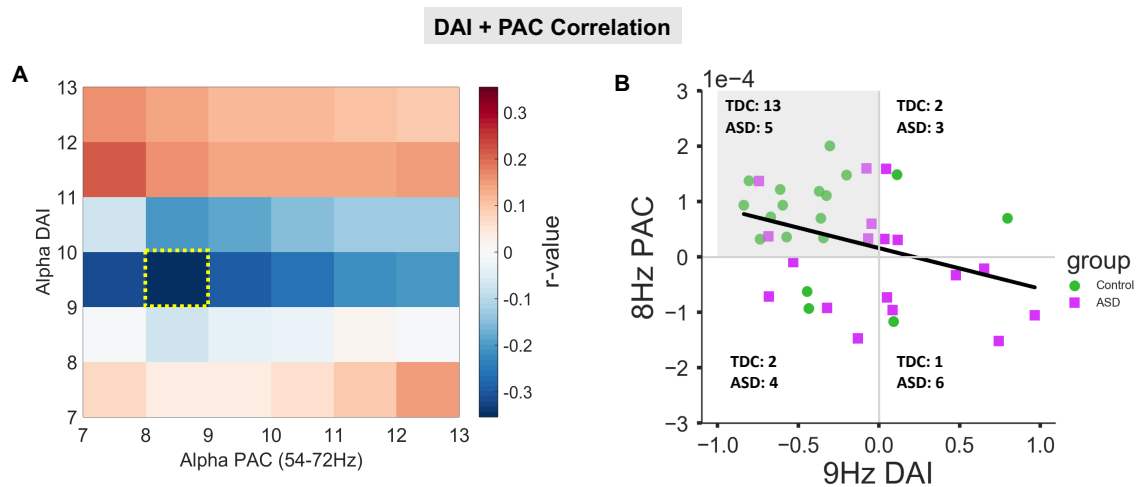 DAI + PAC Correlation
A
13
12
11
10
9
8
7
Alpha DAI
7 8 9 10 11 12 13
Alpha PAC (54-72Hz)
0.3
0.2
0.1
0
-0.1
-0.2
-0.3
r-value
B
1e−4
3
2
1
0
−1
−2
−3
8Hz PAC
TDC: 13
ASD: 5
TDC: 2
ASD: 3
TDC: 2
ASD: 4
TDC: 1
ASD: 6
−1.0 −0.5 0.0 0.5 1.0
9Hz DAI
group
Control
ASD